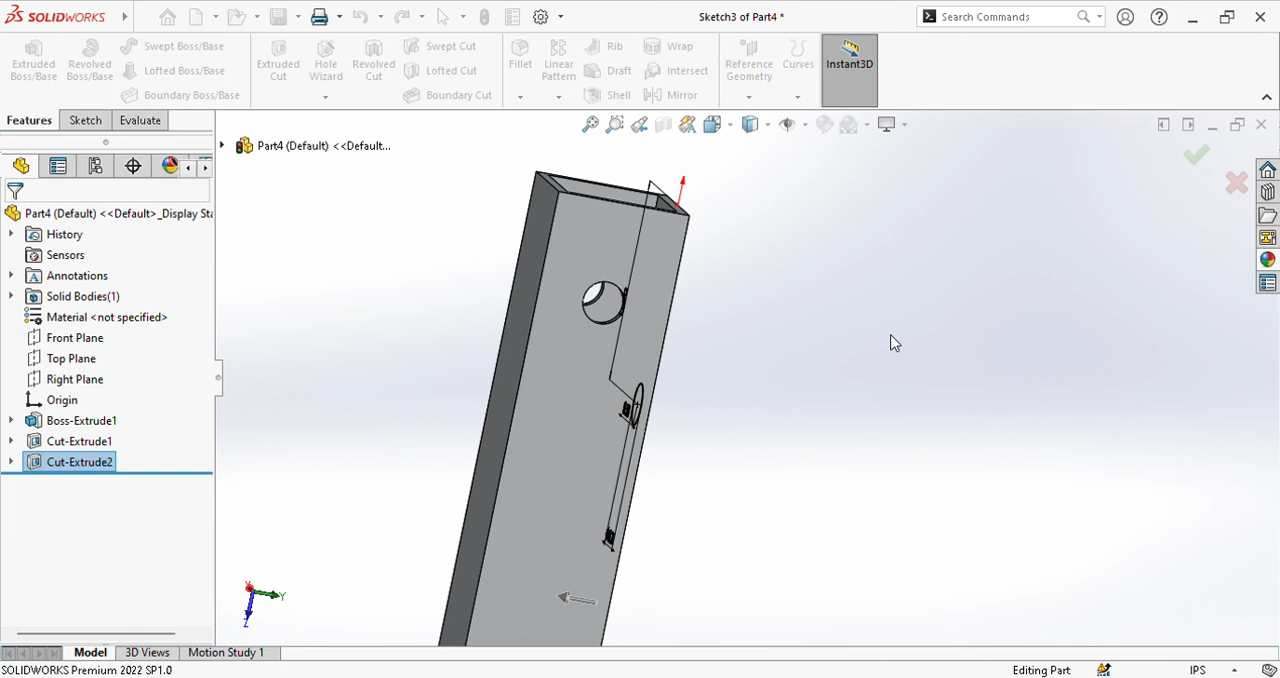 SOLIDWORKS
Sketch3 of Part4 *
Search Commands
Extruded Boss/Base
Revolved Boss/Base
Swept Boss/Base
Lofted Boss/Base
Boundary Boss/Base
Extruded Cut
Hole Wizard
Revolved Cut
Swept Cut
Lofted Cut
Boundary Cut
Fillet
Linear Pattern
Rib
Draft
Shell
Wrap
Intersect
Mirror
Reference Geometry
Curves
Instant3D
Features
Sketch
Evaluate
Part4 (Default) <<Default...
Part4 (Default) <<Default>_Display Sta
History
Sensors
Annotations
Solid Bodies(1)
Material <not specified>
Front Plane
Top Plane
Right Plane
Origin
Boss-Extrude1
Cut-Extrude1
Cut-Extrude2
Y
Z
Model
3D Views
Motion Study 1
SOLIDWORKS Premium 2022 SP1.0
Editing Part
IPS